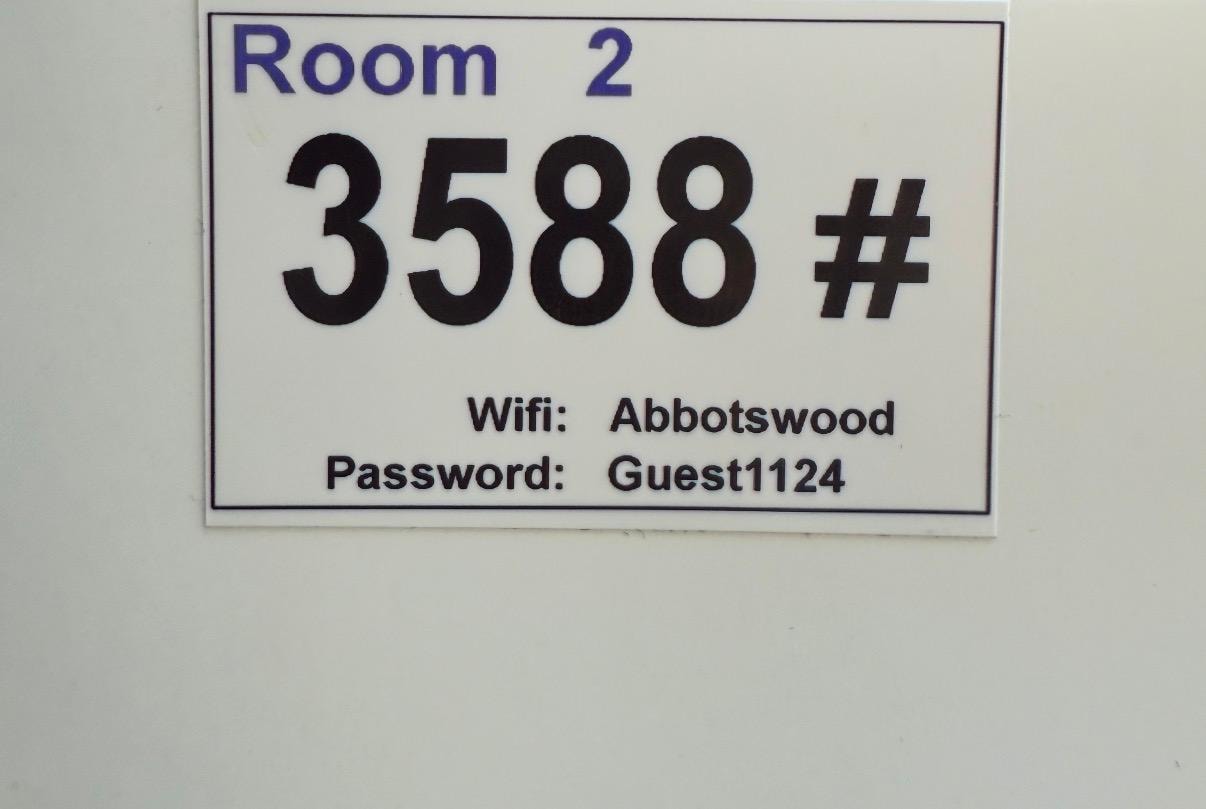 Room 2
3588 #
Wifi: Abbotswood
Password: Guest1124